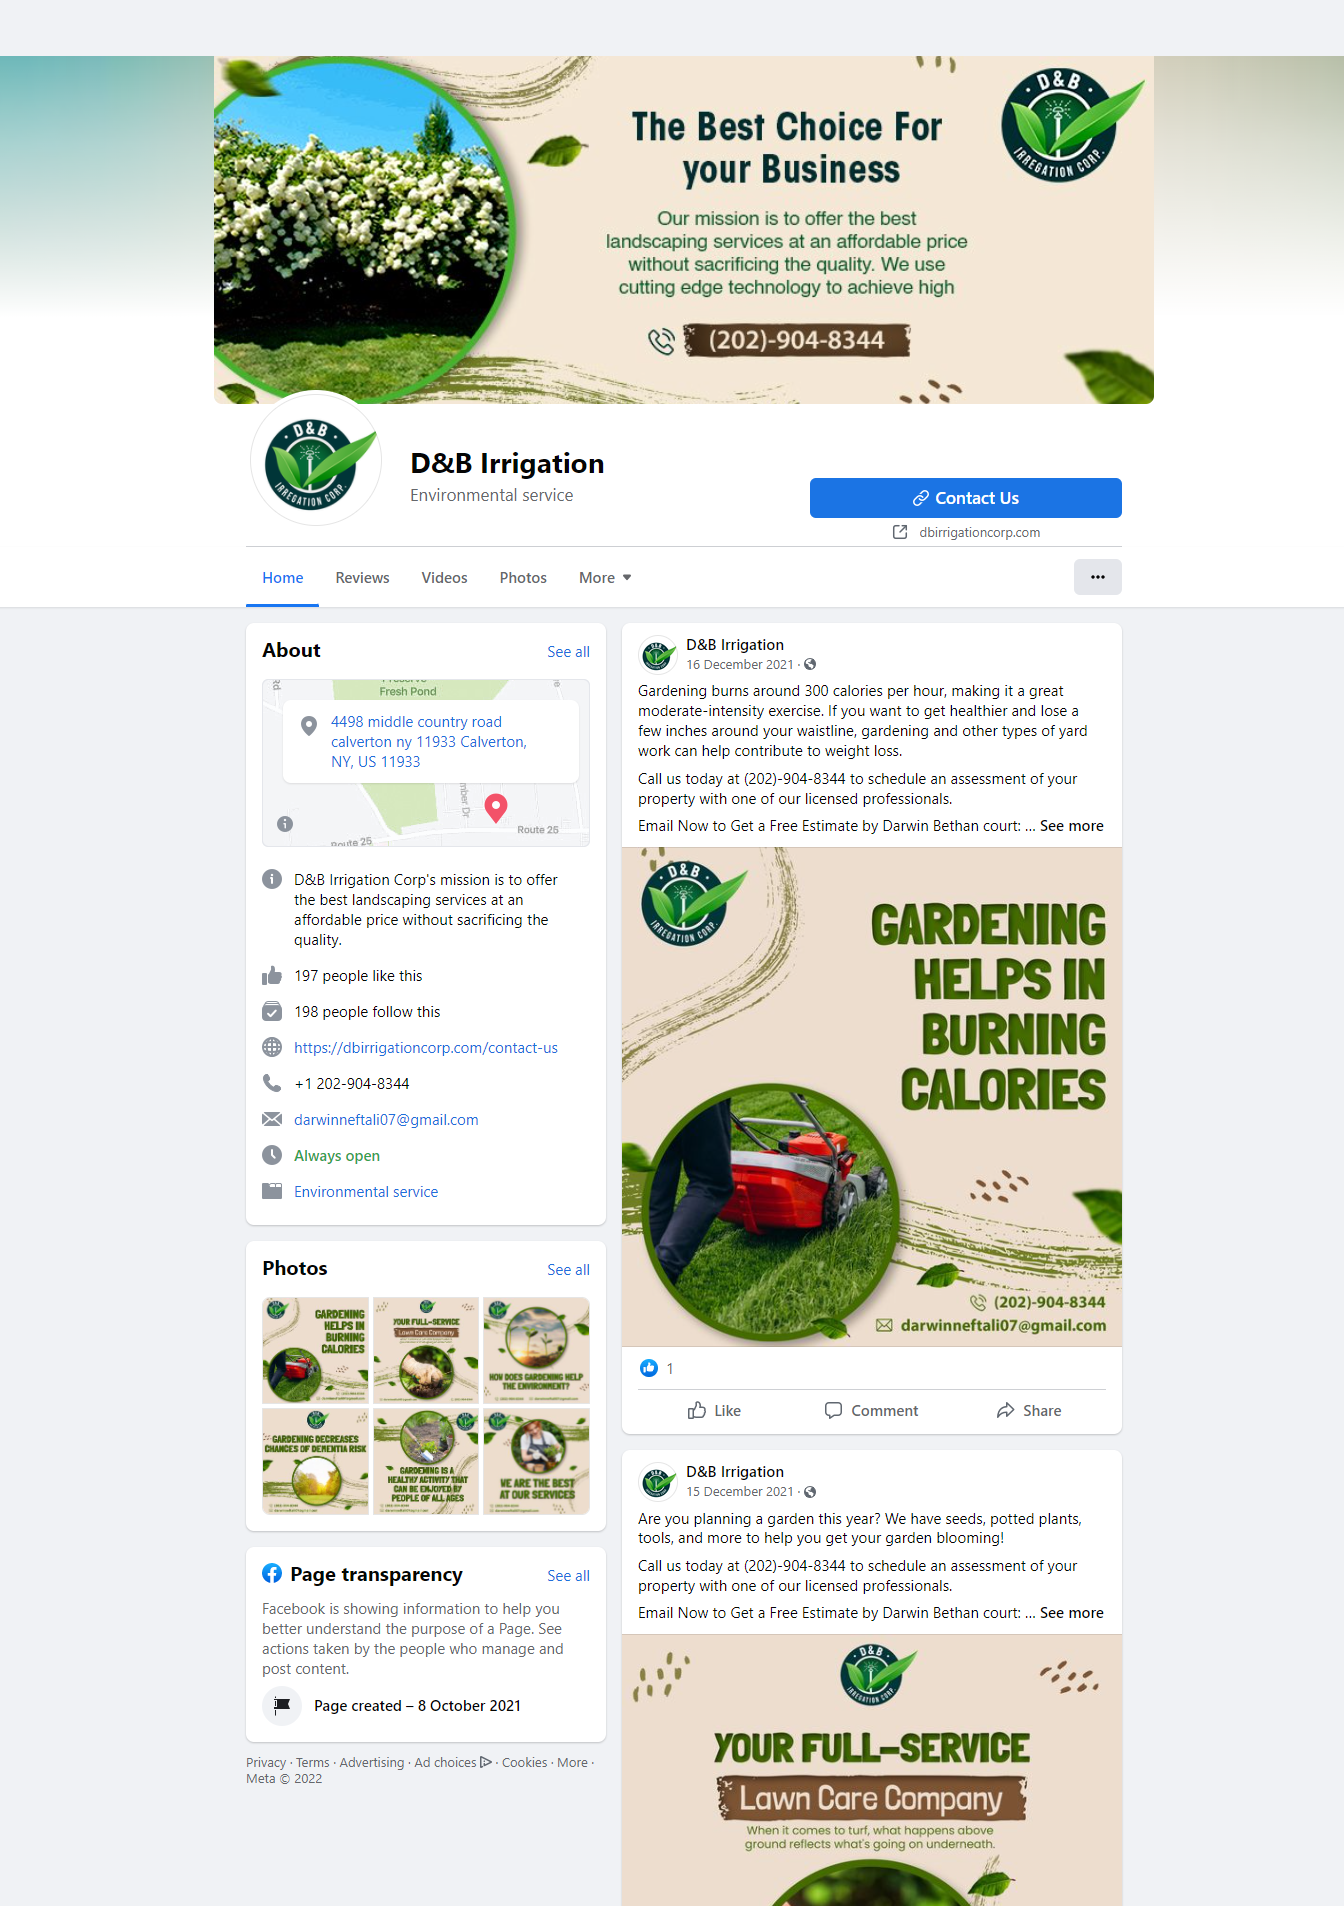 D&B
IRREGATION CORP.
The Best Choice For
your Business
Our mission is to offer the best
landscaping services at an affordable price
without sacrificing the quality. We use
cutting edge technology to achieve high
(202)-904-8344
D&B
IRREGATION CORP.
D&B Irrigation
Environmental service
Contact Us
dbirrigationcorp.com
Home
Reviews
Videos
Photos
More
About
See all
Fresh Pond
4498 middle country road
calverton ny 11933 Calverton,
NY, US 11933
Route 25
Route 25
D&B Irrigation Corp's mission is to offer
the best landscaping services at an
affordable price without sacrificing the
quality.
197 people like this
198 people follow this
https://dbirrigationcorp.com/contact-us
+1 202-904-8344
darwinneftali07@gmail.com
Always open
Environmental service
Photos
See all
GARDENING
HELPS IN
BURNING
CALORIES
YOUR FULL-SERVICE
Lawn Care Company
HOW DOES GARDENING HELP
THE ENVIRONMENT?
GARDENING DECREASES
CHANCES OF DEMENTIA RISK
GARDENING IS A
HEALTHY ACTIVITY THAT
CAN BE ENJOYED BY
PEOPLE OF ALL AGES
WE ARE THE BEST
AT OUR SERVICES
Page transparency
See all
Facebook is showing information to help you
better understand the purpose of a Page. See
actions taken by the people who manage and
post content.
Page created – 8 October 2021
Privacy · Terms · Advertising · Ad choices · Cookies · More ·
Meta © 2022
D&B Irrigation
16 December 2021 ·
Gardening burns around 300 calories per hour, making it a great
moderate-intensity exercise. If you want to get healthier and lose a
few inches around your waistline, gardening and other types of yard
work can help contribute to weight loss.
Call us today at (202)-904-8344 to schedule an assessment of your
property with one of our licensed professionals.
Email Now to Get a Free Estimate by Darwin Bethan court: ... See more
D&B
IRREGATION CORP.
GARDENING
HELPS IN
BURNING
CALORIES
(202)-904-8344
darwinneftali07@gmail.com
1
Like
Comment
Share
D&B Irrigation
15 December 2021 ·
Are you planning a garden this year? We have seeds, potted plants,
tools, and more to help you get your garden blooming!
Call us today at (202)-904-8344 to schedule an assessment of your
property with one of our licensed professionals.
Email Now to Get a Free Estimate by Darwin Bethan court: ... See more
D&B
IRREGATION CORP.
YOUR FULL-SERVICE
Lawn Care Company
When it comes to turf, what happens above
ground reflects what's going on underneath.